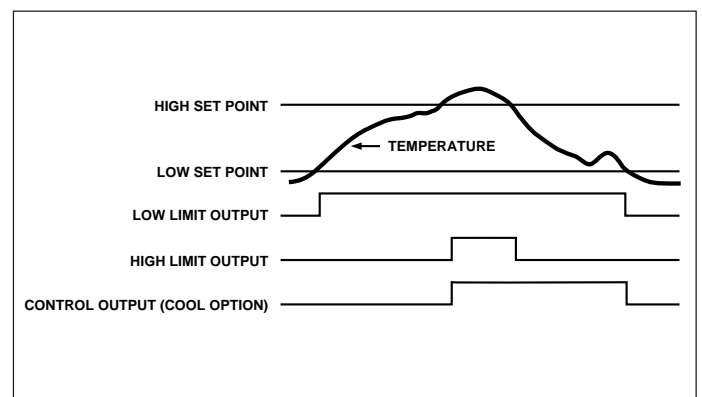 HIGH SET POINT
TEMPERATURE
LOW SET POINT
LOW LIMIT OUTPUT
HIGH LIMIT OUTPUT
CONTROL OUTPUT (COOL OPTION)